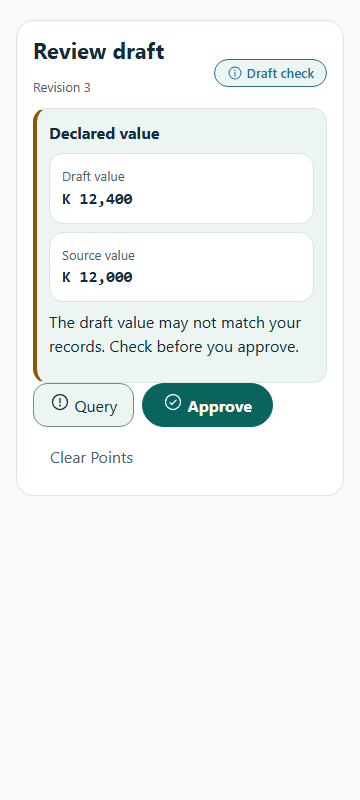 Review draft
Revision 3
Draft check
Declared value
Draft value
K 12,400
Source value
K 12,000
The draft value may not match your
records. Check before you approve.
Query
Approve
Clear Points